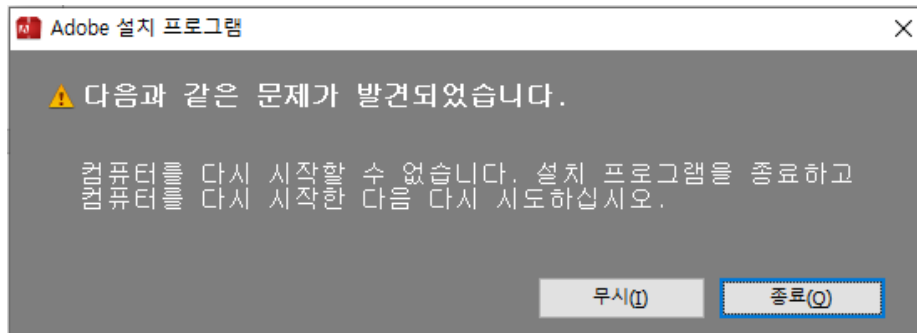 Adobe 설치 프로그램
다음과 같은 문제가 발견되었습니다.
컴퓨터를 다시 시작할 수 없습니다. 설치 프로그램을 종료하고
컴퓨터를 다시 시작한 다음 다시 시도하십시오.
무시(I) 종료(Q)